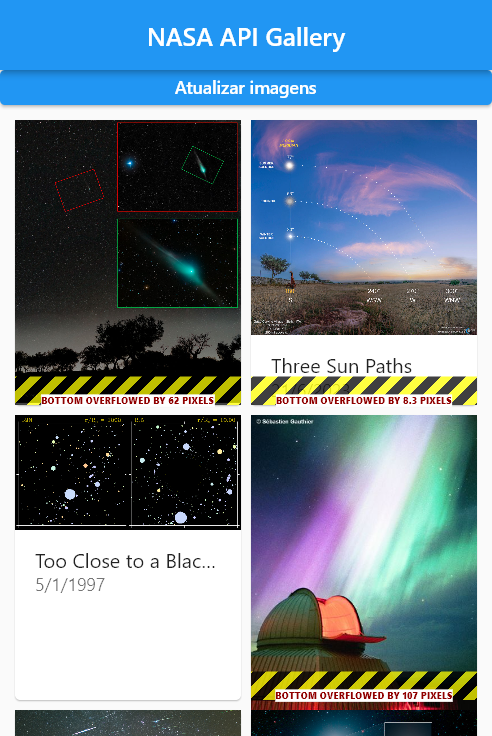 NASA API Gallery
Atualizar imagens
Three Sun Paths
BOTTOM OVERFLOWED BY 62 PIXELS
BOTTOM OVERFLOWED BY 8.3 PIXELS
© Sébastien Gauthier
Too Close to a Blac...
5/1/1997
BOTTOM OVERFLOWED BY 107 PIXELS